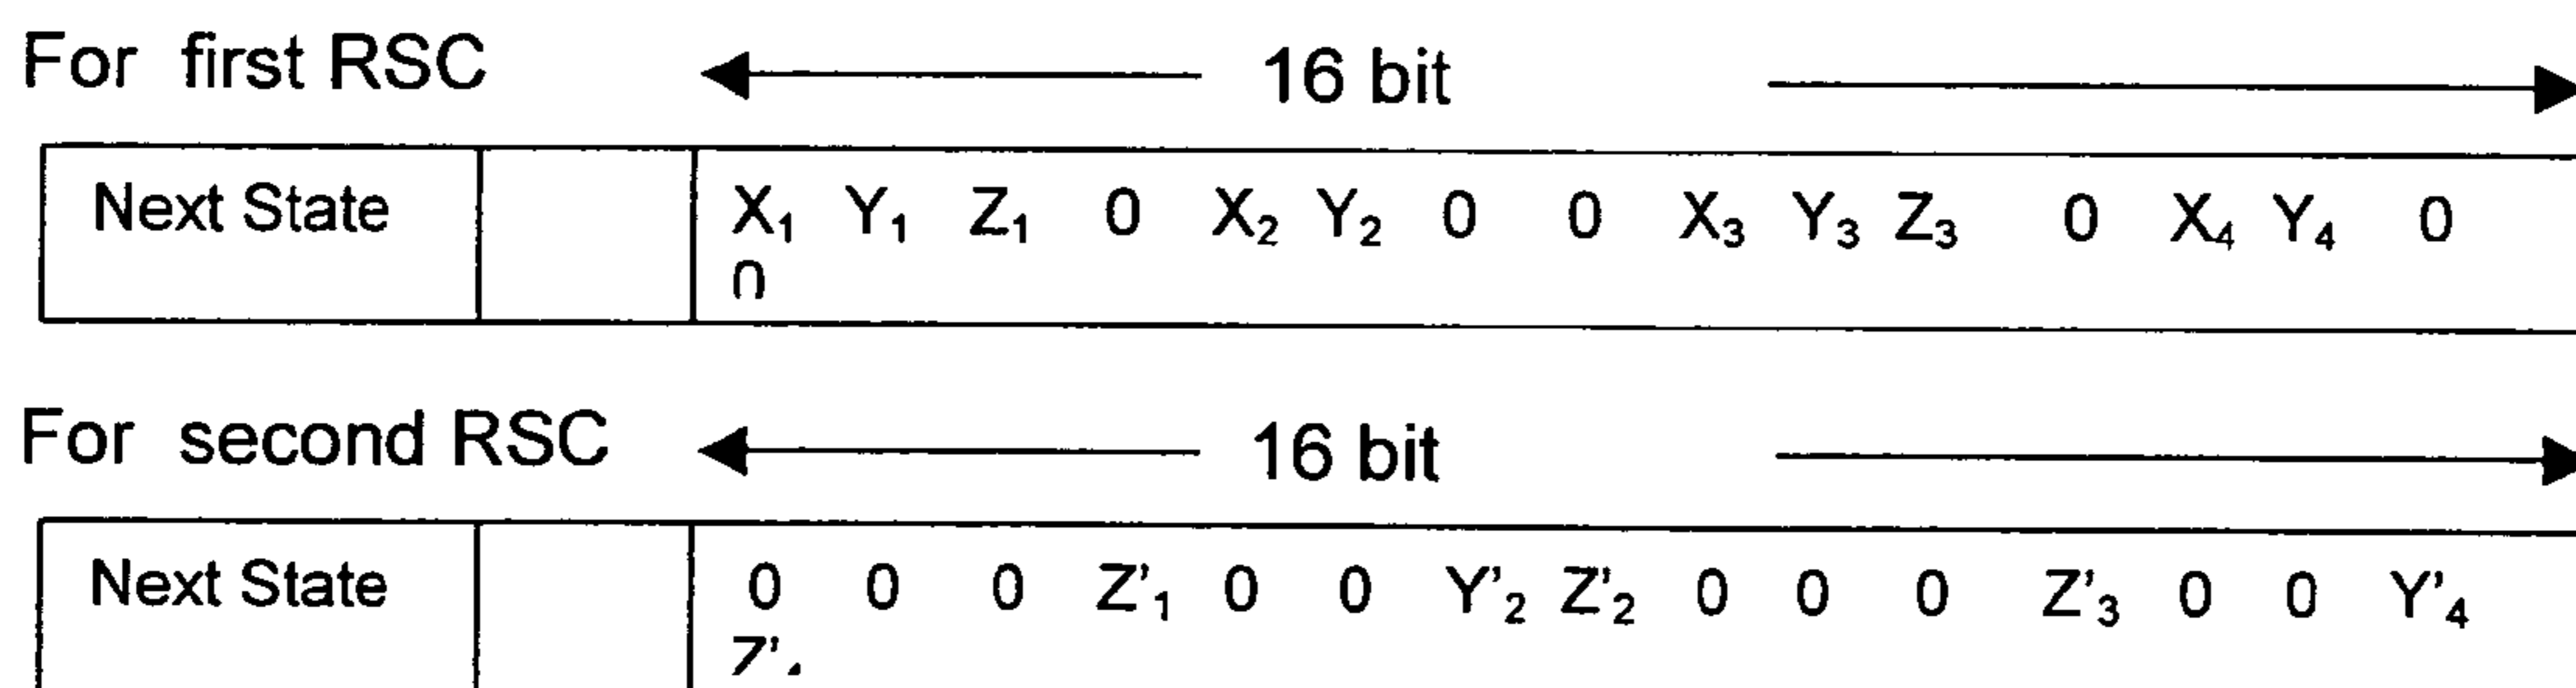 For first RSC 16 bit
Next State X₁ Y₁ Z₁ 0 X₂ Y₂ 0 0 X₃ Y₃ Z₃ 0 X₄ Y₄ 0
For second RSC 16 bit
Next State 0 0 0 Z'₁ 0 0 Y'₂ Z'₂ 0 0 0 Z'₃ 0 0 Y'₄